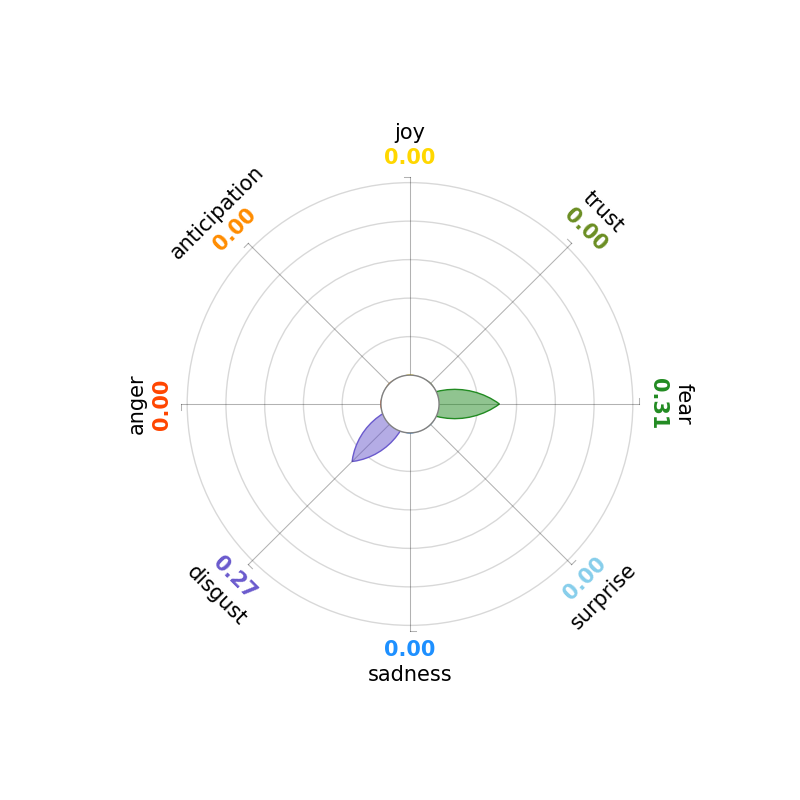 joy
0.00
trust
0.00
fear
0.31
surprise
0.00
sadness
0.00
disgust
0.27
anger
0.00
anticipation
0.00